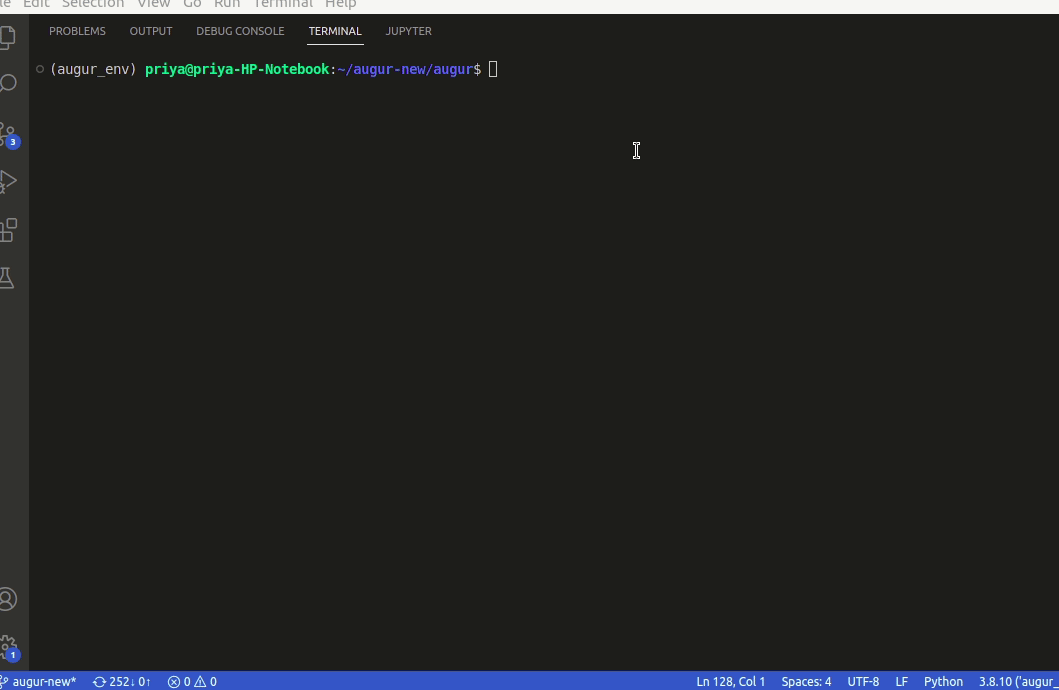 le Edit Selection View Go Run Terminal Help
PROBLEMS OUTPUT DEBUG CONSOLE TERMINAL JUPYTER
(augur_env) priya@priya-HP-Notebook:~/augur-new/augur$
3
1
augur-new* 252↓ 0↑ 0 0 Ln 128, Col 1 Spaces: 4 UTF-8 LF Python 3.8.10 ('augur_